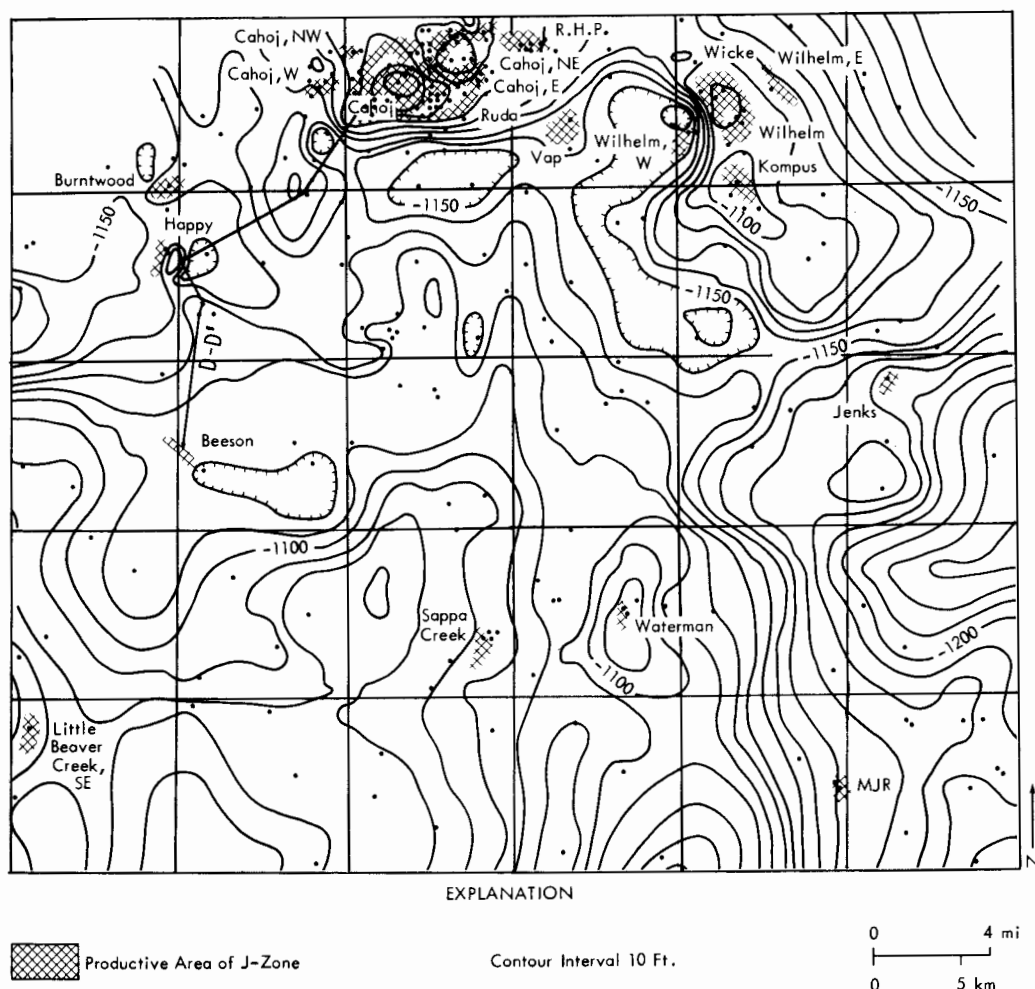 Cahoj, NW
R.H.P.
Cahoj, NE
Wicke
Wilhelm, E
Cahoj, W
Cahoj, E
Cahoj
Ruda
Vap
Wilhelm, W
Wilhelm
Kompus
Burntwood
-1150
-1150
-1100
-1150
Happy
-1150
D-D'
-1150
Jenks
Beeson
-1100
Sappa
Creek
Waterman
-1100
-1200
Little
Beaver
Creek,
SE
MJR
N
EXPLANATION
Productive Area of J-Zone
Contour Interval 10 Ft.
0 4 mi
0 5 km